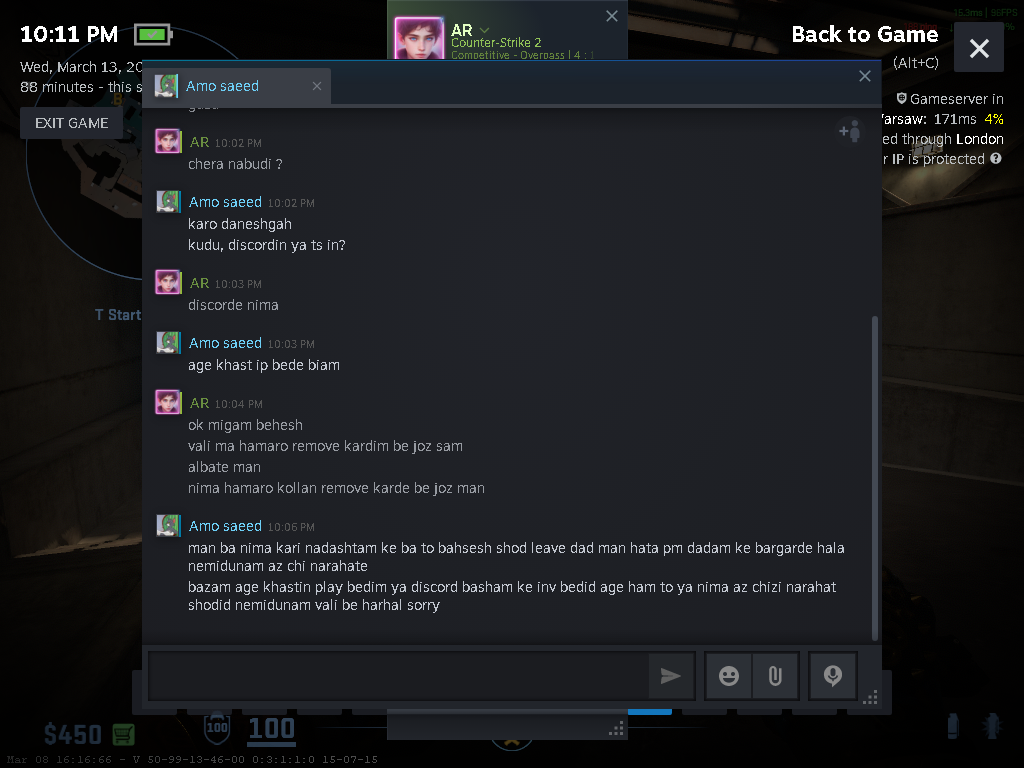 10:11 PM
Wed, March 13, 20
88 minutes - this s
EXIT GAME
AR
Counter-Strike 2
Competitive - Overpass | 4 : 1
Back to Game
(Alt+C)
Gameserver in
Warsaw: 171ms 4%
ed through London
r IP is protected
Amo saeed
AR 10:02 PM
chera nabudi ?
Amo saeed 10:02 PM
karo daneshgah
kudu, discordin ya ts in?
AR 10:03 PM
discorde nima
Amo saeed 10:03 PM
age khast ip bede biam
AR 10:04 PM
ok migam behesh
vali ma hamaro remove kardim be joz sam
albate man
nima hamaro kollan remove karde be joz man
Amo saeed 10:06 PM
man ba nima kari nadashtam ke ba to bahsesh shod leave dad man hata pm dadam ke bargarde hala
nemidunam az chi narahate
bazam age khastin play bedim ya discord basham ke inv bedid age ham to ya nima az chizi narahat
shodid nemidunam vali be harhal sorry
T Start
$450
100
100
Mar 08 16:16:66 - V 50-99-13-46-00 0:3:1:1:0 15-07-15